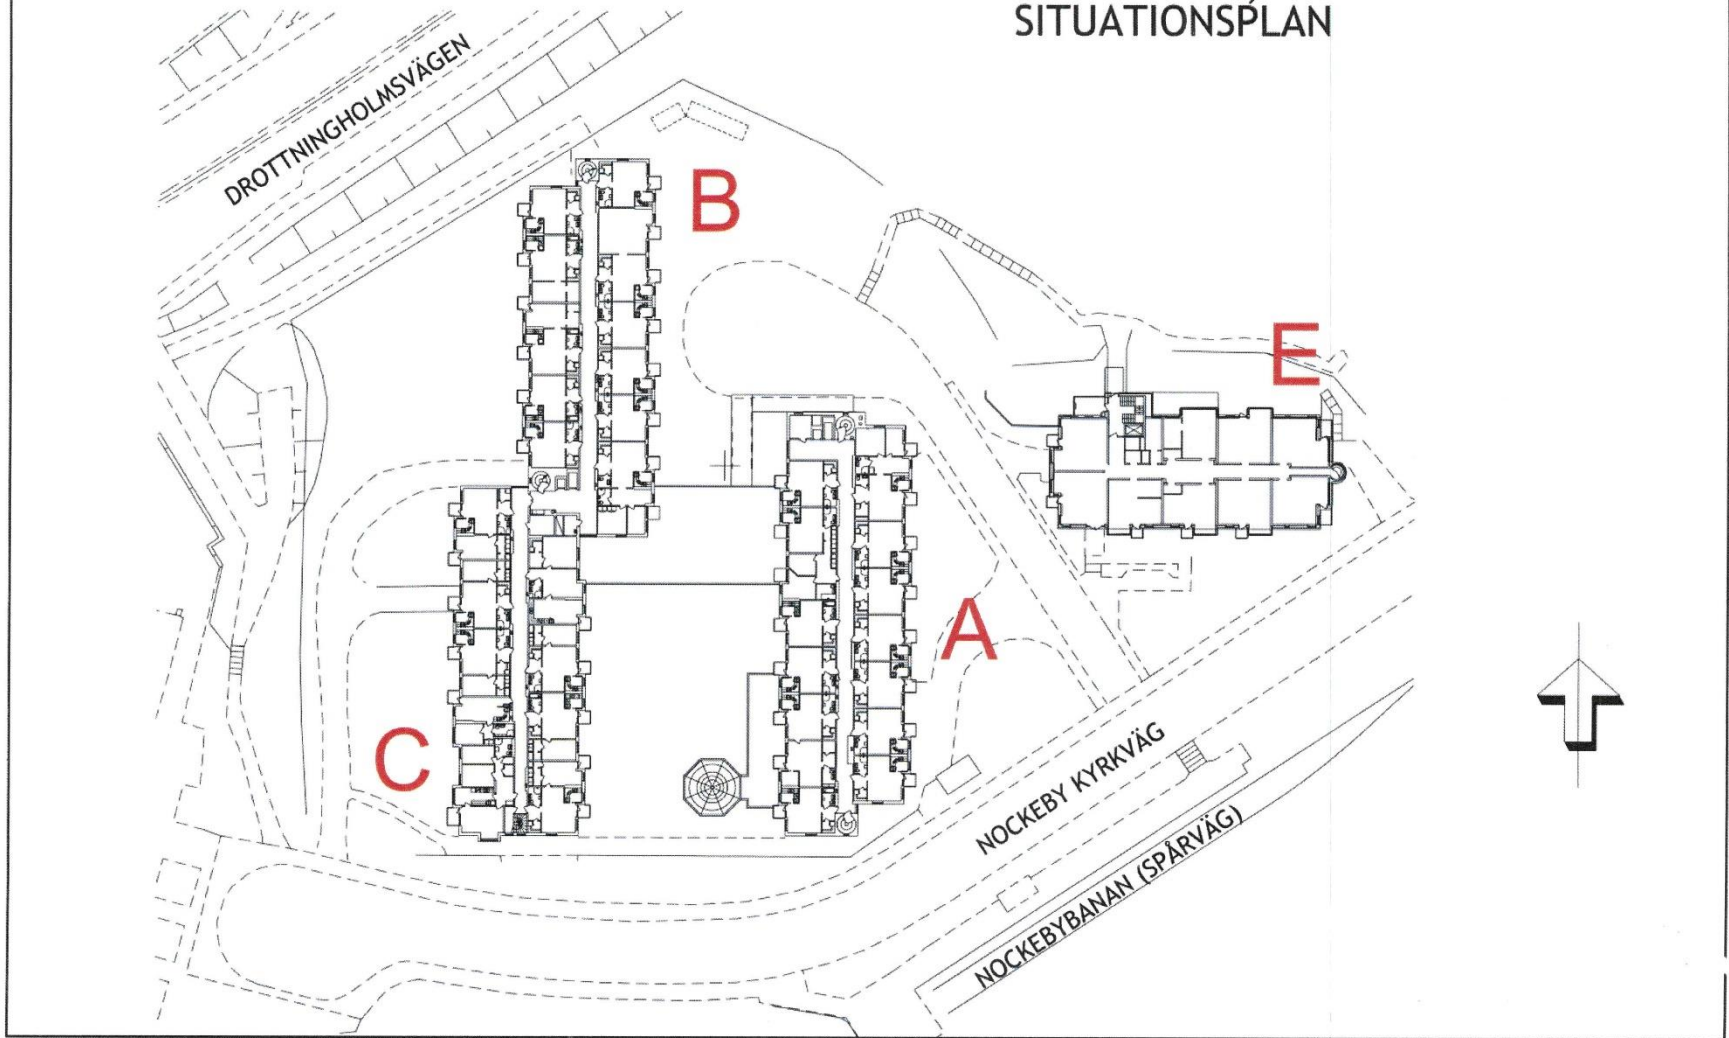 SITUATIONSPLAN
DROTTNINGHOLMSVÄGEN
B
E
A
C
NOCKEBY KYRKVÄG
NOCKEBYBANAN (SPÅRVÄG)